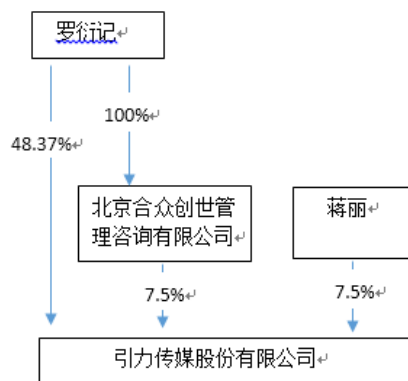 罗衍记
100%
48.37%
北京合众创世管
理咨询有限公司
蒋丽
7.5%
7.5%
引力传媒股份有限公司